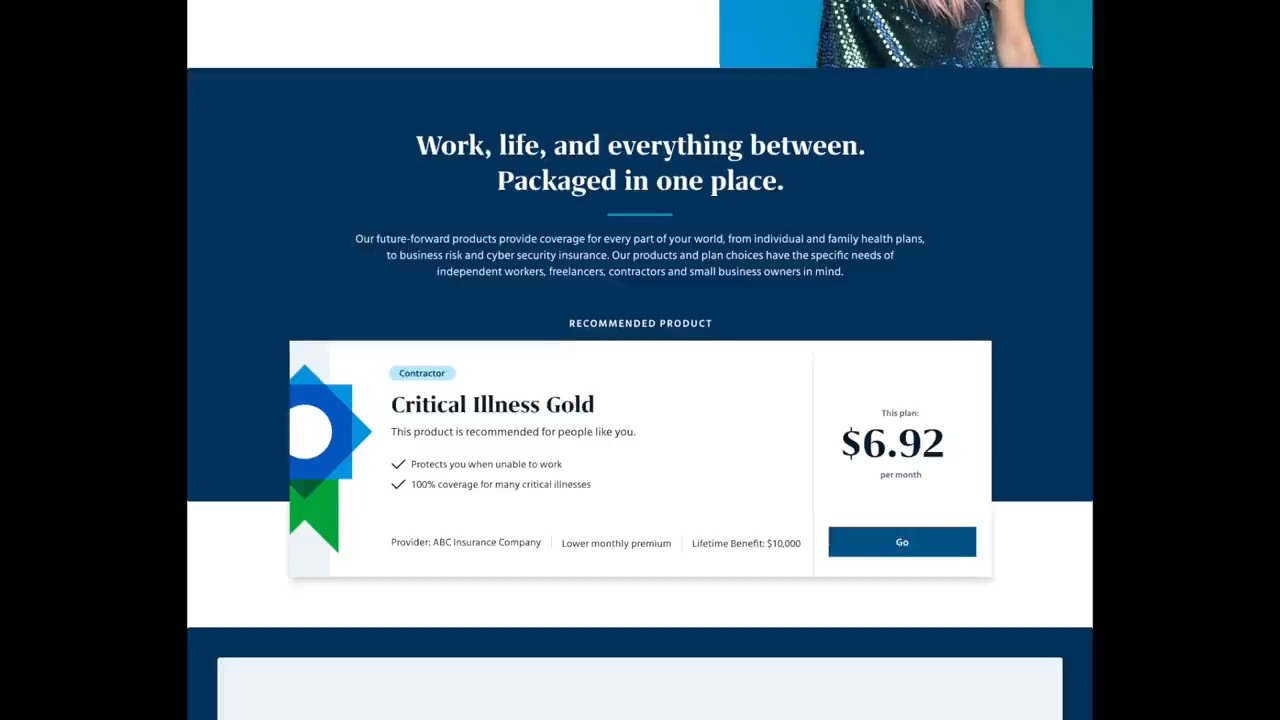 Work, life, and everything between.
Packaged in one place.
Our future-forward products provide coverage for every part of your world, from individual and family health plans,
to business risk and cyber security insurance. Our products and plan choices have the specific needs of
independent workers, freelancers, contractors and small business owners in mind.
RECOMMENDED PRODUCT
Contractor
Critical Illness Gold
This product is recommended for people like you.
Protects you when unable to work
100% coverage for many critical illnesses
Provider: ABC Insurance Company
Lower monthly premium
Lifetime Benefit: $10,000
This plan:
$6.92
per month
Go